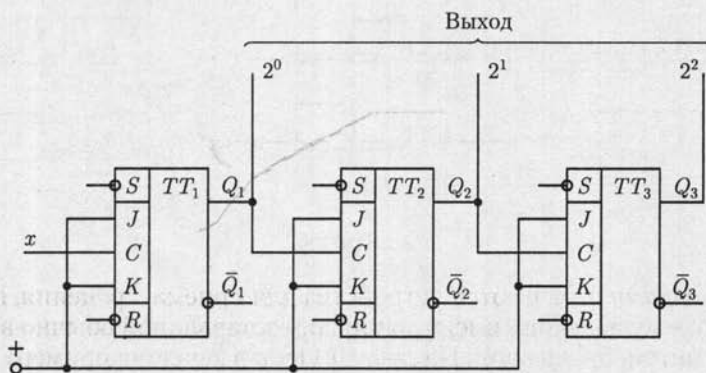 Выход
2⁰ 2¹ 2²
S TT₁ Q₁ S TT₂ Q₂ S TT₃ Q₃
J J J
x C C C
K Q̄₁ K Q̄₂ K Q̄₃
R R R
+